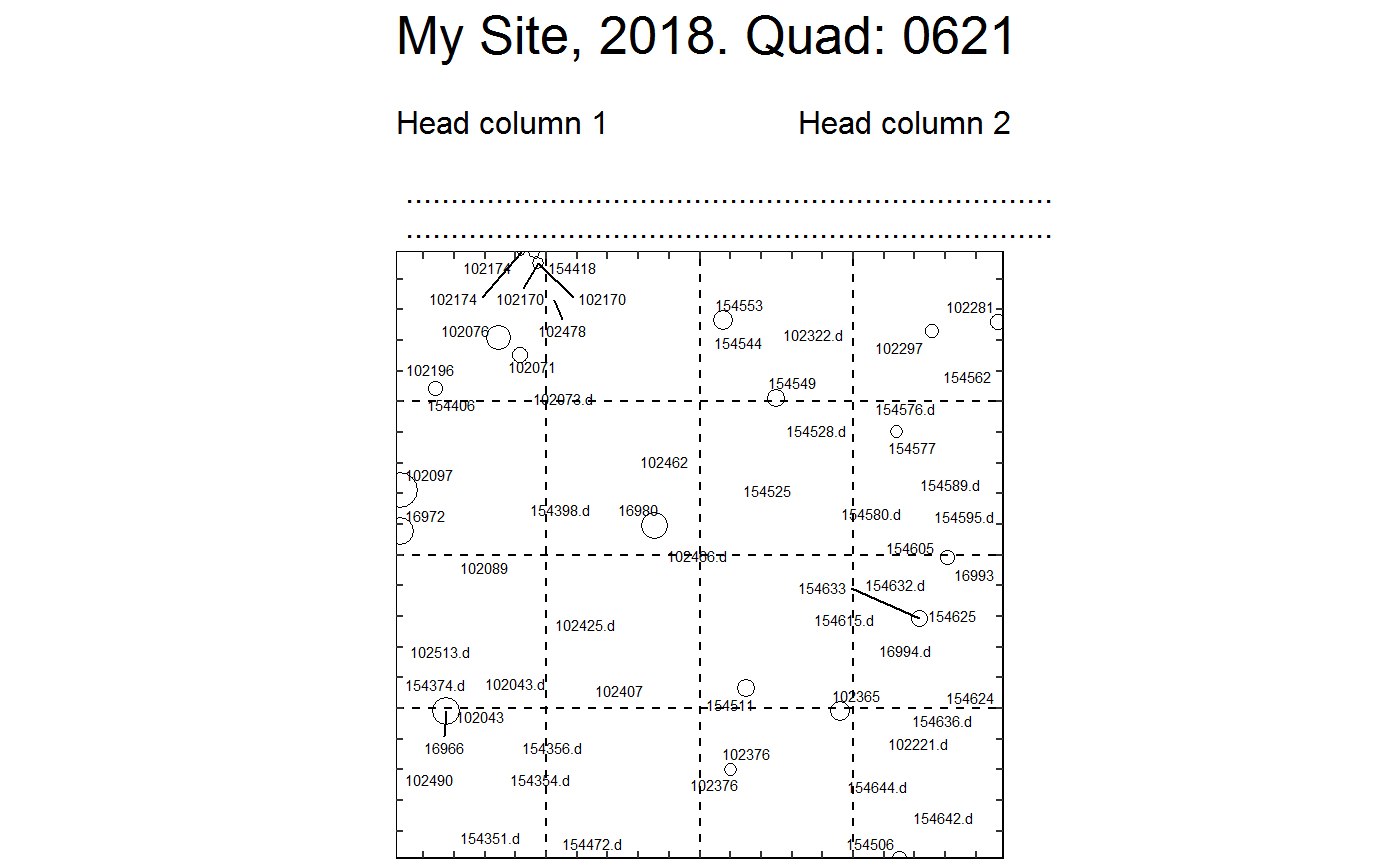 My Site, 2018. Quad: 0621
Head column 1 Head column 2
................................................................................
................................................................................
102174 154418
102174 102170 102170
154553 102281
102076 102478
154544 102322.d
102297
102071
102196 154562
154549
102073.d
154406 154576.d
154528.d
154577
102462
102097
154525 154589.d
154398.d 16980 154580.d
16972 154595.d
154605
102486.d
102089 16993
154633 154632.d
154615.d 154625
102425.d
102513.d 16994.d
154374.d 102043.d
102407 154624
102365
154511
102043 154636.d
16966 154356.d 102221.d
102376
102490 154354.d
102376 154644.d
154642.d
154351.d 154472.d 154506